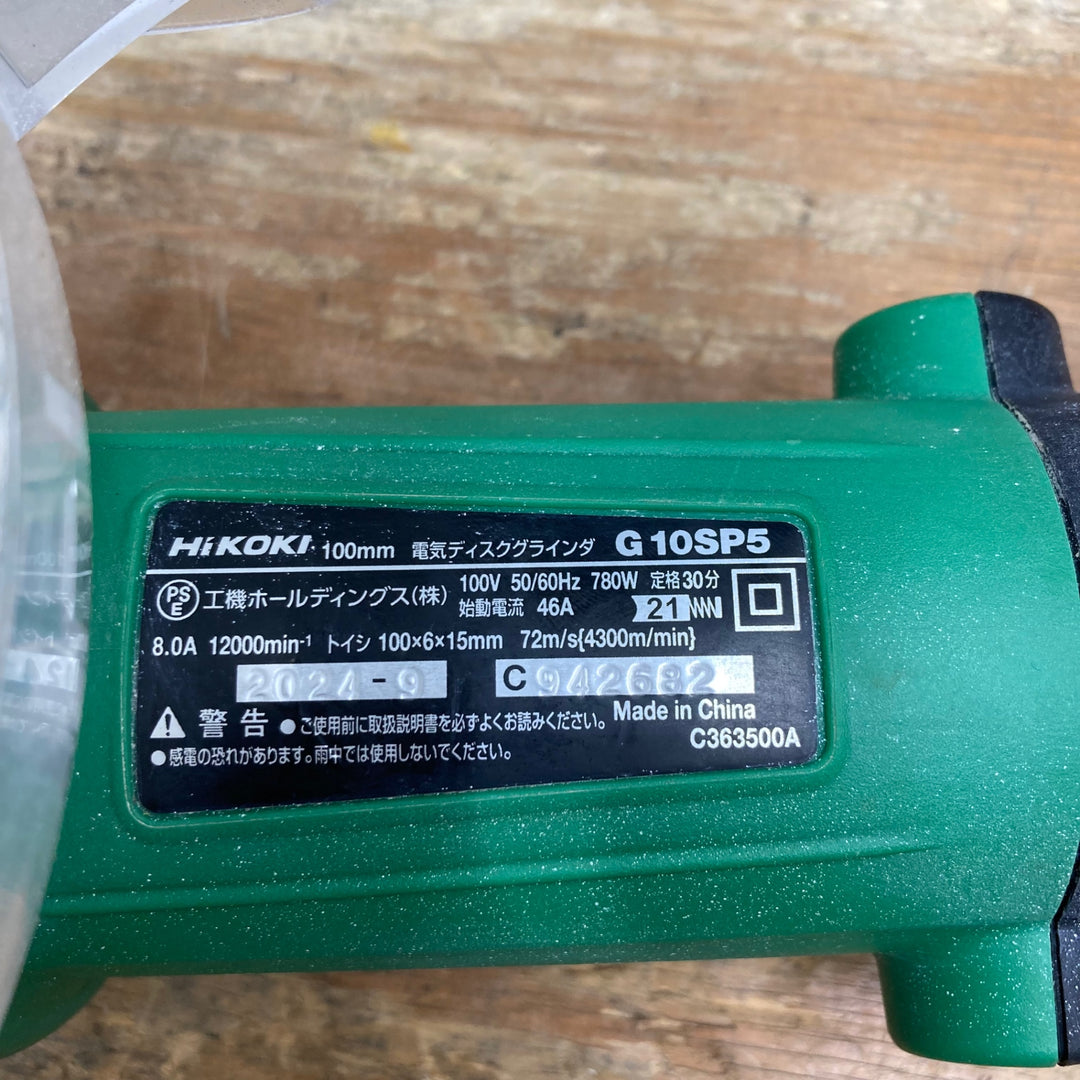 HiKOKI 100mm 電気ディスクグラインダ G10SP5
PSE 工機ホールディングス(株) 100V 50/60Hz 780W 定格30分
始動電流 46A 21
8.0A 12000min⁻¹ トイシ 100×6×15mm 72m/s{4300m/min}
2024-9 C942682
警告 ●ご使用前に取扱説明書を必ずよくお読みください。 Made in China
●感電の恐れがあります。雨中では使用しないでください。 C363500A